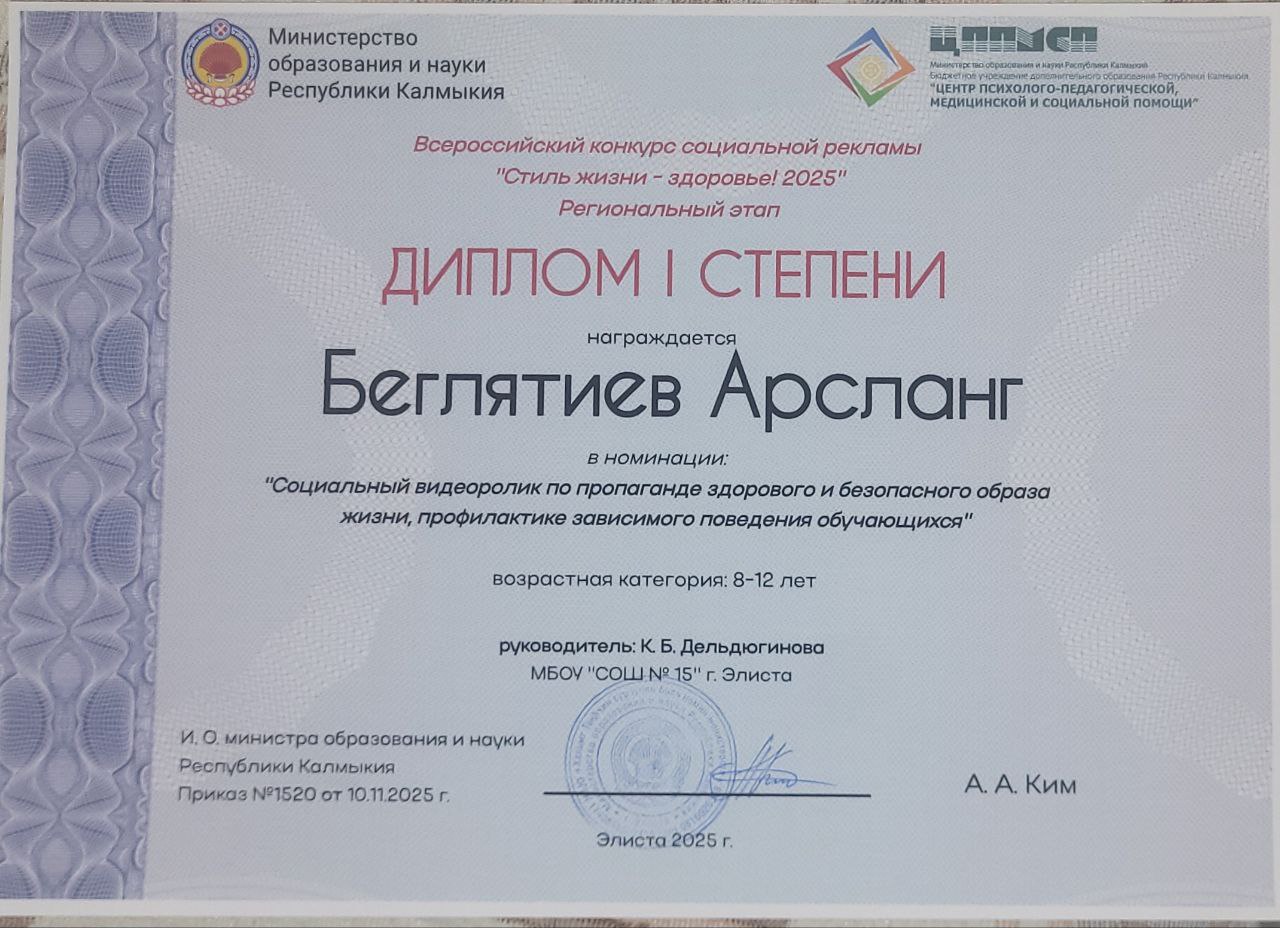 Министерство
образования и науки
Республики Калмыкия
ЦППМСП
Министерство образования и науки Республики Калмыкия
Бюджетное учреждение дополнительного образования Республики Калмыкия
"ЦЕНТР ПСИХОЛОГО-ПЕДАГОГИЧЕСКОЙ,
МЕДИЦИНСКОЙ И СОЦИАЛЬНОЙ ПОМОЩИ"
Всероссийский конкурс социальной рекламы
"Стиль жизни - здоровье! 2025"
Региональный этап
ДИПЛОМ I СТЕПЕНИ
награждается
Беглятиев Арсланг
в номинации:
"Социальный видеоролик по пропаганде здорового и безопасного образа
жизни, профилактике зависимого поведения обучающихся"
возрастная категория: 8-12 лет
руководитель: К. Б. Дельдюгинова
МБОУ "СОШ № 15" г. Элиста
И. О. министра образования и науки
Республики Калмыкия
Приказ №1520 от 10.11.2025 г.
А. А. Ким
Элиста 2025 г.